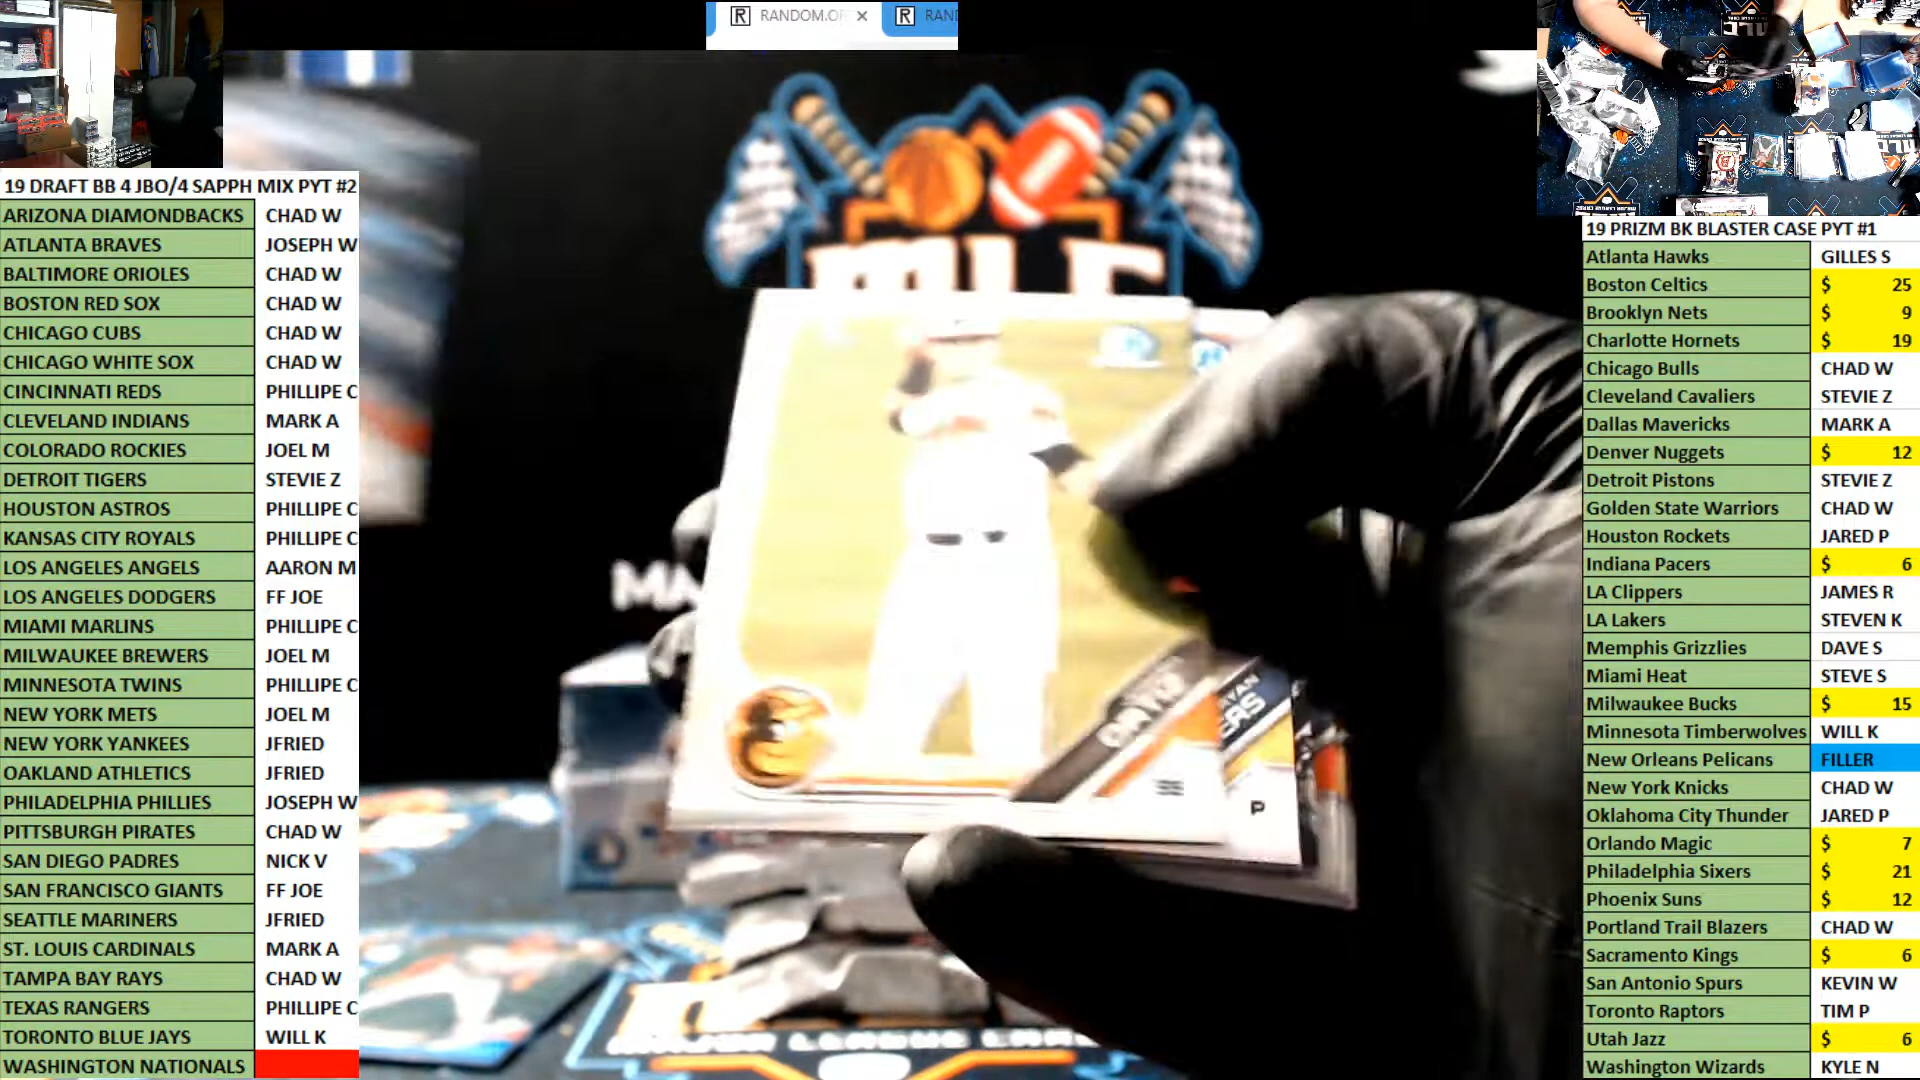 RANDOM.OR
RAND
19 DRAFT BB 4 JBO/4 SAPPH MIX PYT #2
ARIZONA DIAMONDBACKS CHAD W
ATLANTA BRAVES JOSEPH W
BALTIMORE ORIOLES CHAD W
BOSTON RED SOX CHAD W
CHICAGO CUBS CHAD W
CHICAGO WHITE SOX CHAD W
CINCINNATI REDS PHILLIPE C
CLEVELAND INDIANS MARK A
COLORADO ROCKIES JOEL M
DETROIT TIGERS STEVIE Z
HOUSTON ASTROS PHILLIPE C
KANSAS CITY ROYALS PHILLIPE C
LOS ANGELES ANGELS AARON M
LOS ANGELES DODGERS FF JOE
MIAMI MARLINS PHILLIPE C
MILWAUKEE BREWERS JOEL M
MINNESOTA TWINS PHILLIPE C
NEW YORK METS JOEL M
NEW YORK YANKEES JFRIED
OAKLAND ATHLETICS JFRIED
PHILADELPHIA PHILLIES JOSEPH W
PITTSBURGH PIRATES CHAD W
SAN DIEGO PADRES NICK V
SAN FRANCISCO GIANTS FF JOE
SEATTLE MARINERS JFRIED
ST. LOUIS CARDINALS MARK A
TAMPA BAY RAYS CHAD W
TEXAS RANGERS PHILLIPE C
TORONTO BLUE JAYS WILL K
WASHINGTON NATIONALS
MLC
MA
SS
P
MAJOR LEAGUE CAR
19 PRIZM BK BLASTER CASE PYT #1
Atlanta Hawks GILLES S
Boston Celtics $ 25
Brooklyn Nets $ 9
Charlotte Hornets $ 19
Chicago Bulls CHAD W
Cleveland Cavaliers STEVIE Z
Dallas Mavericks MARK A
Denver Nuggets $ 12
Detroit Pistons STEVIE Z
Golden State Warriors CHAD W
Houston Rockets JARED P
Indiana Pacers $ 6
LA Clippers JAMES R
LA Lakers STEVEN K
Memphis Grizzlies DAVE S
Miami Heat STEVE S
Milwaukee Bucks $ 15
Minnesota Timberwolves WILL K
New Orleans Pelicans FILLER
New York Knicks CHAD W
Oklahoma City Thunder JARED P
Orlando Magic $ 7
Philadelphia Sixers $ 21
Phoenix Suns $ 12
Portland Trail Blazers CHAD W
Sacramento Kings $ 6
San Antonio Spurs KEVIN W
Toronto Raptors TIM P
Utah Jazz $ 6
Washington Wizards KYLE N